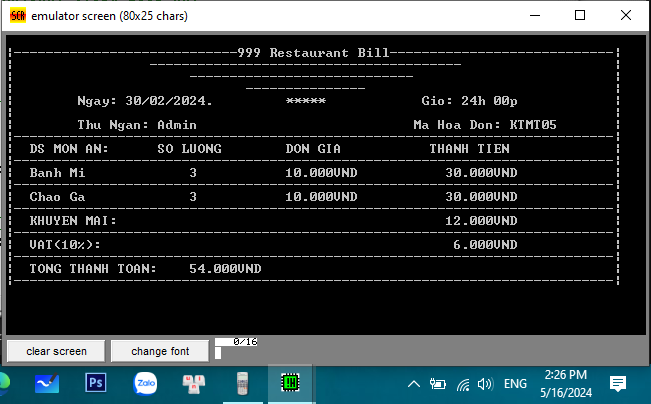 emulator screen (80x25 chars)
999 Restaurant Bill
Ngay: 30/02/2024. ***** Gio: 24h 00p
Thu Ngan: Admin Ma Hoa Don: KTMT05
DS MON AN: SO LUONG DON GIA THANH TIEN
Banh Mi 3 10.000VND 30.000VND
Chao Ga 3 10.000VND 30.000VND
KHUYEN MAI: 12.000VND
VAT(10%): 6.000VND
TONG THANH TOAN: 54.000VND
clear screen change font 0/16
Ps Zalo ENG 2:26 PM
5/16/2024